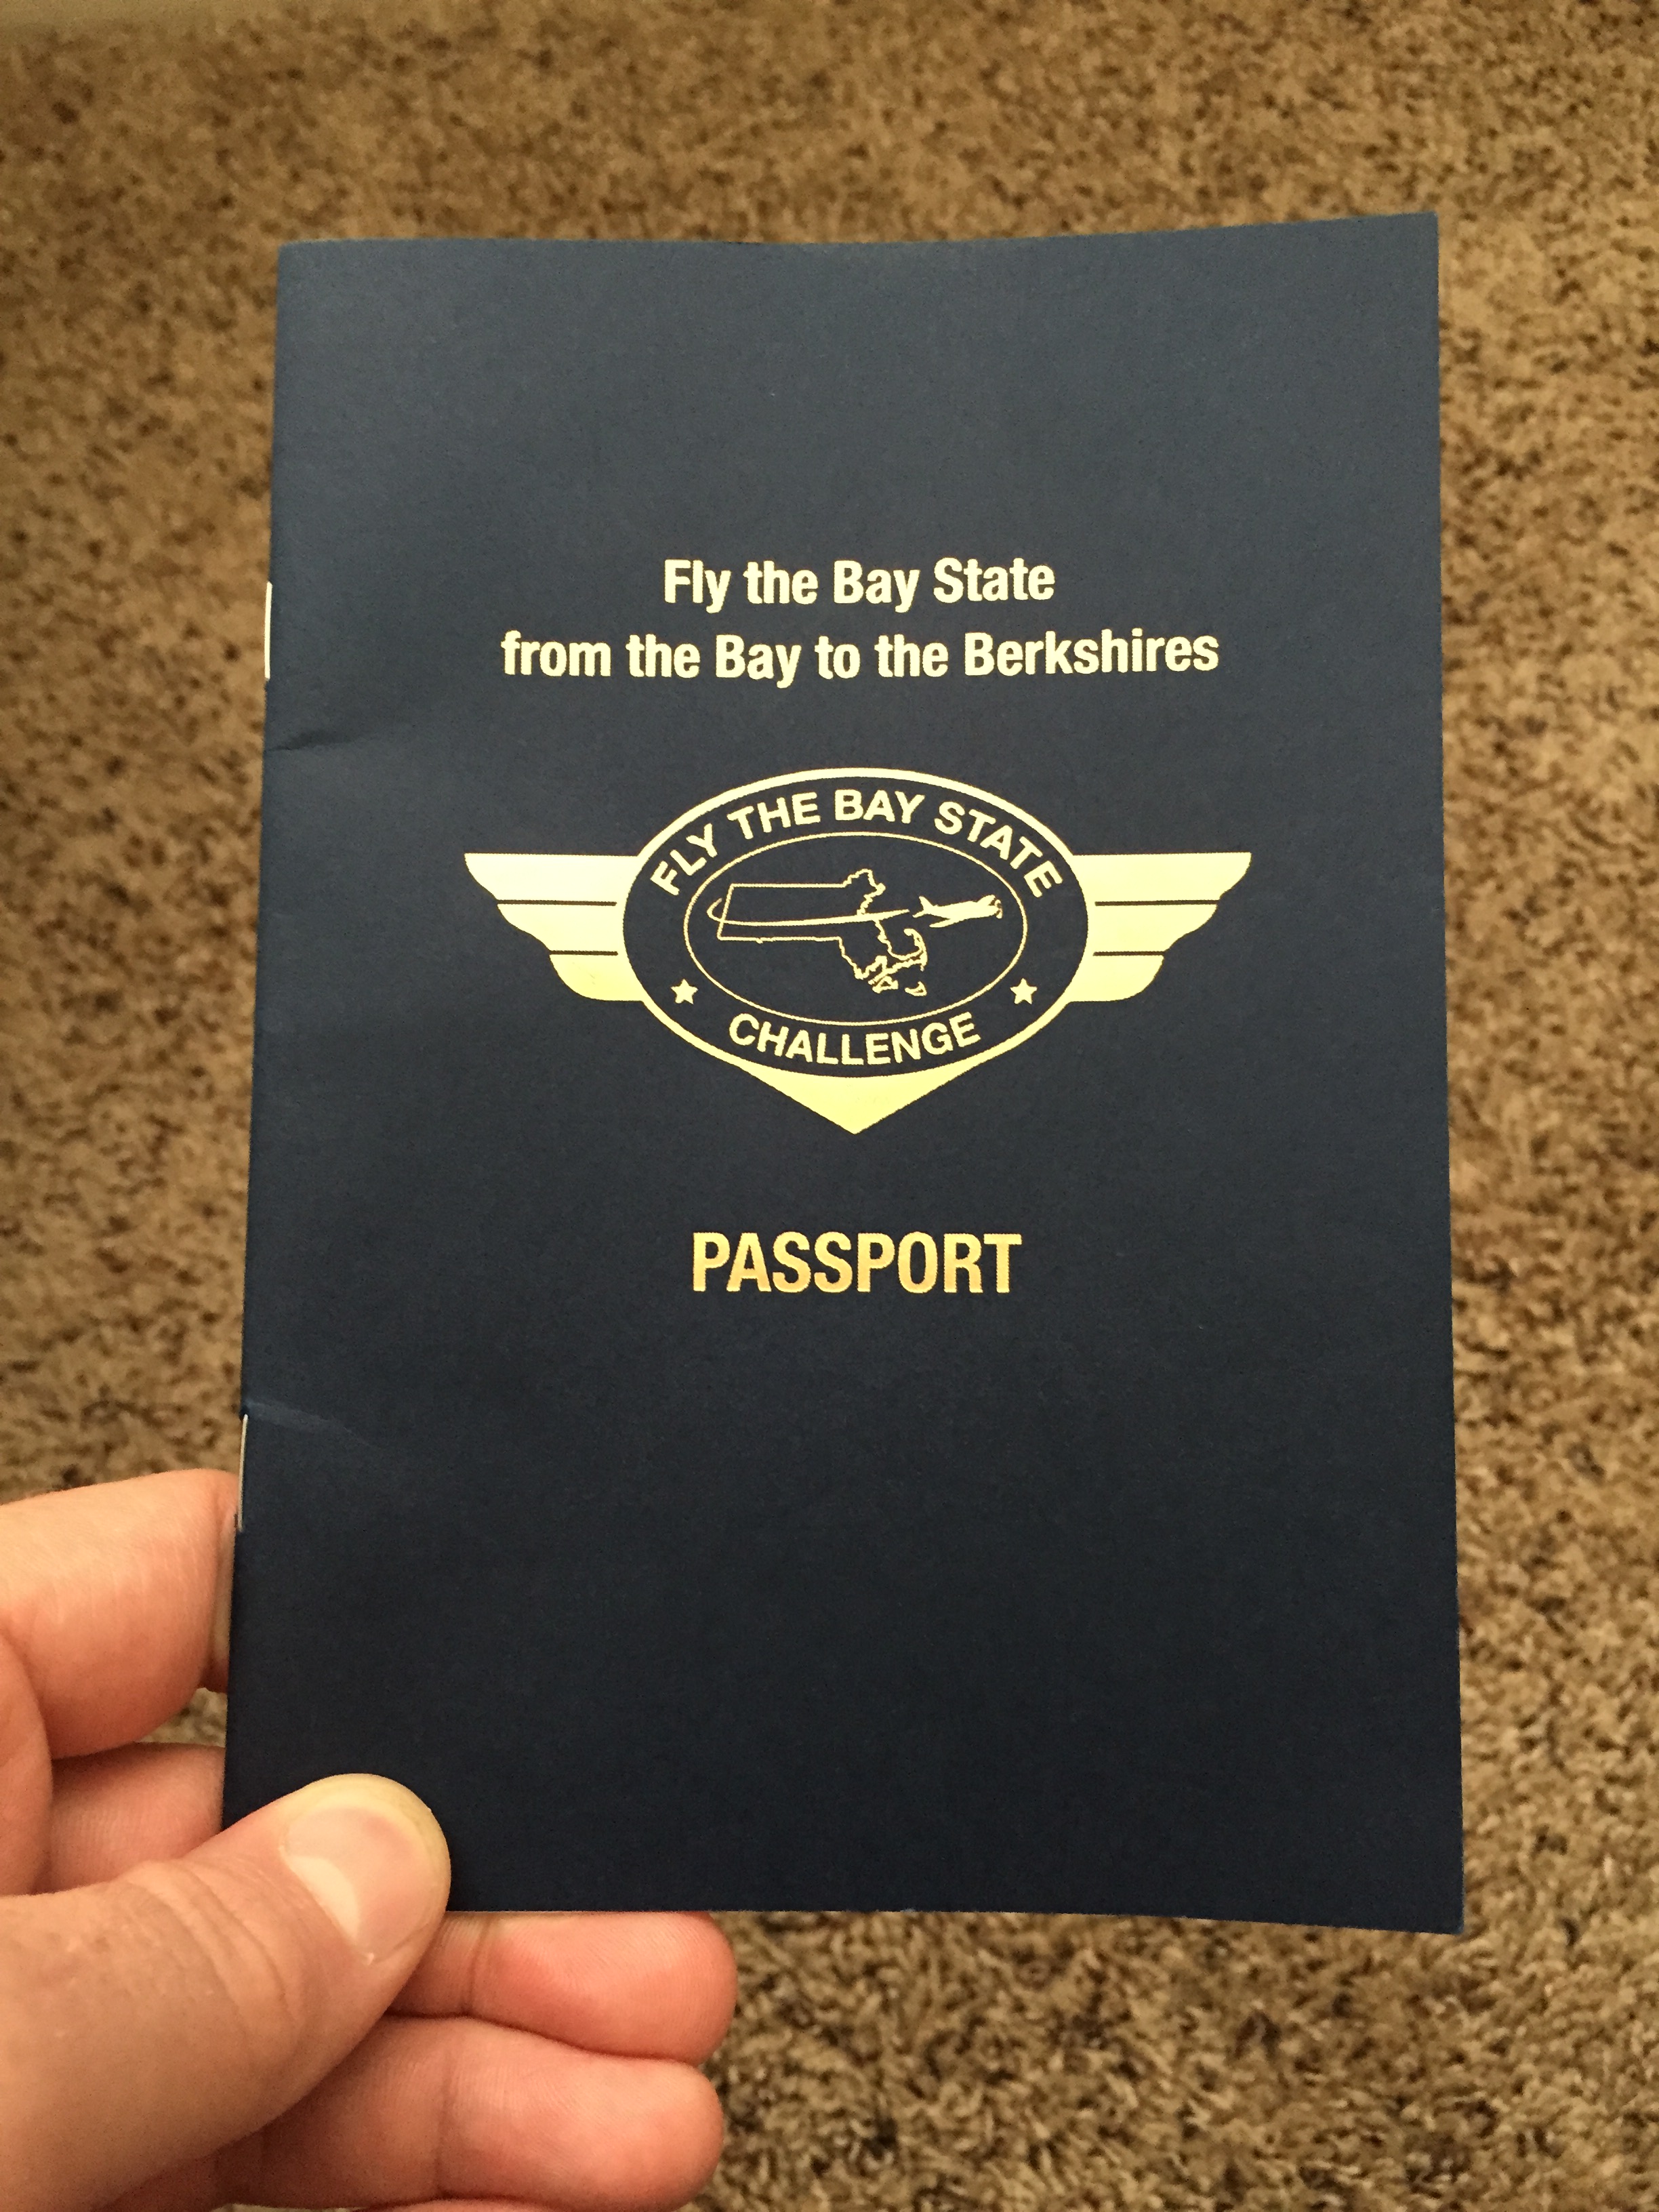 Fly the Bay State
from the Bay to the Berkshires
FLY THE BAY STATE
CHALLENGE
PASSPORT